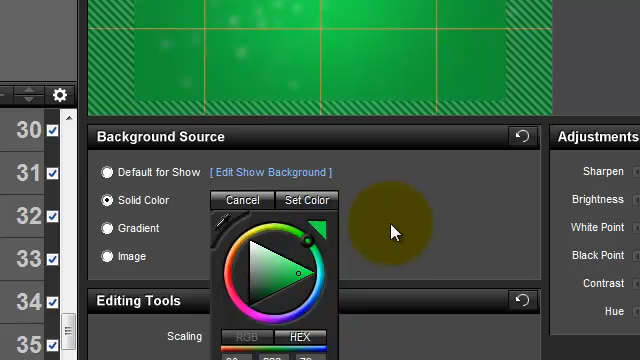 30
31
32
33
34
35
Background Source
Default for Show [ Edit Show Background ]
Solid Color
Cancel Set Color
Gradient
Image
RGB HEX
Editing Tools
Scaling
Adjustments
Sharpen
Brightness
White Point
Black Point
Contrast
Hue